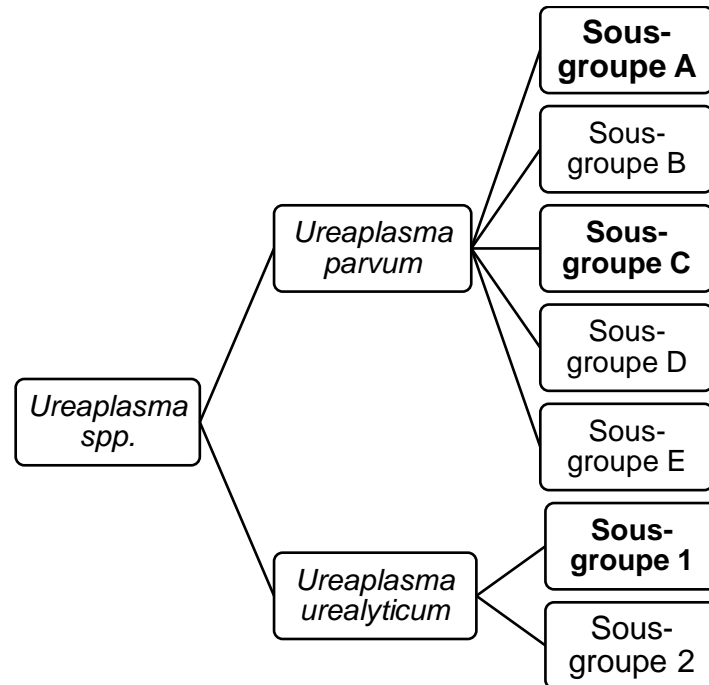 Sous-
groupe A
Sous-
groupe B
Ureaplasma
parvum
Sous-
groupe C
Sous-
groupe D
Ureaplasma
spp.
Sous-
groupe E
Sous-
groupe 1
Ureaplasma
urealyticum
Sous-
groupe 2